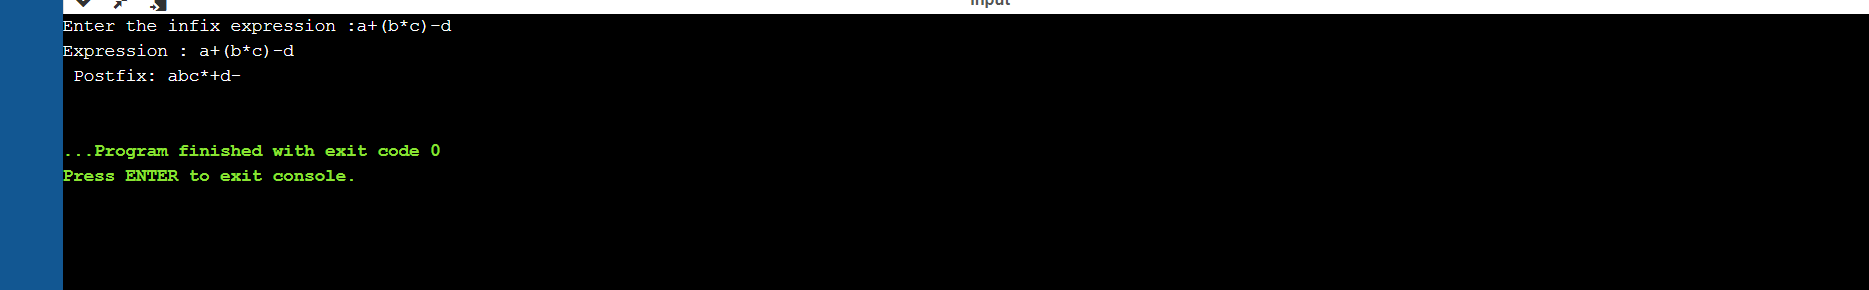 input
Enter the infix expression :a+(b*c)-d
Expression : a+(b*c)-d
Postfix: abc*+d-
...Program finished with exit code 0
Press ENTER to exit console.